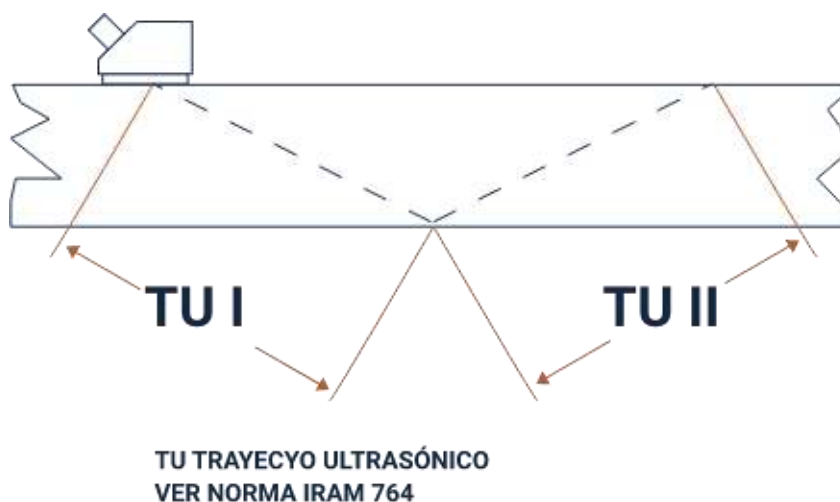 TU I
TU II
TU TRAYECYO ULTRASÓNICO
VER NORMA IRAM 764